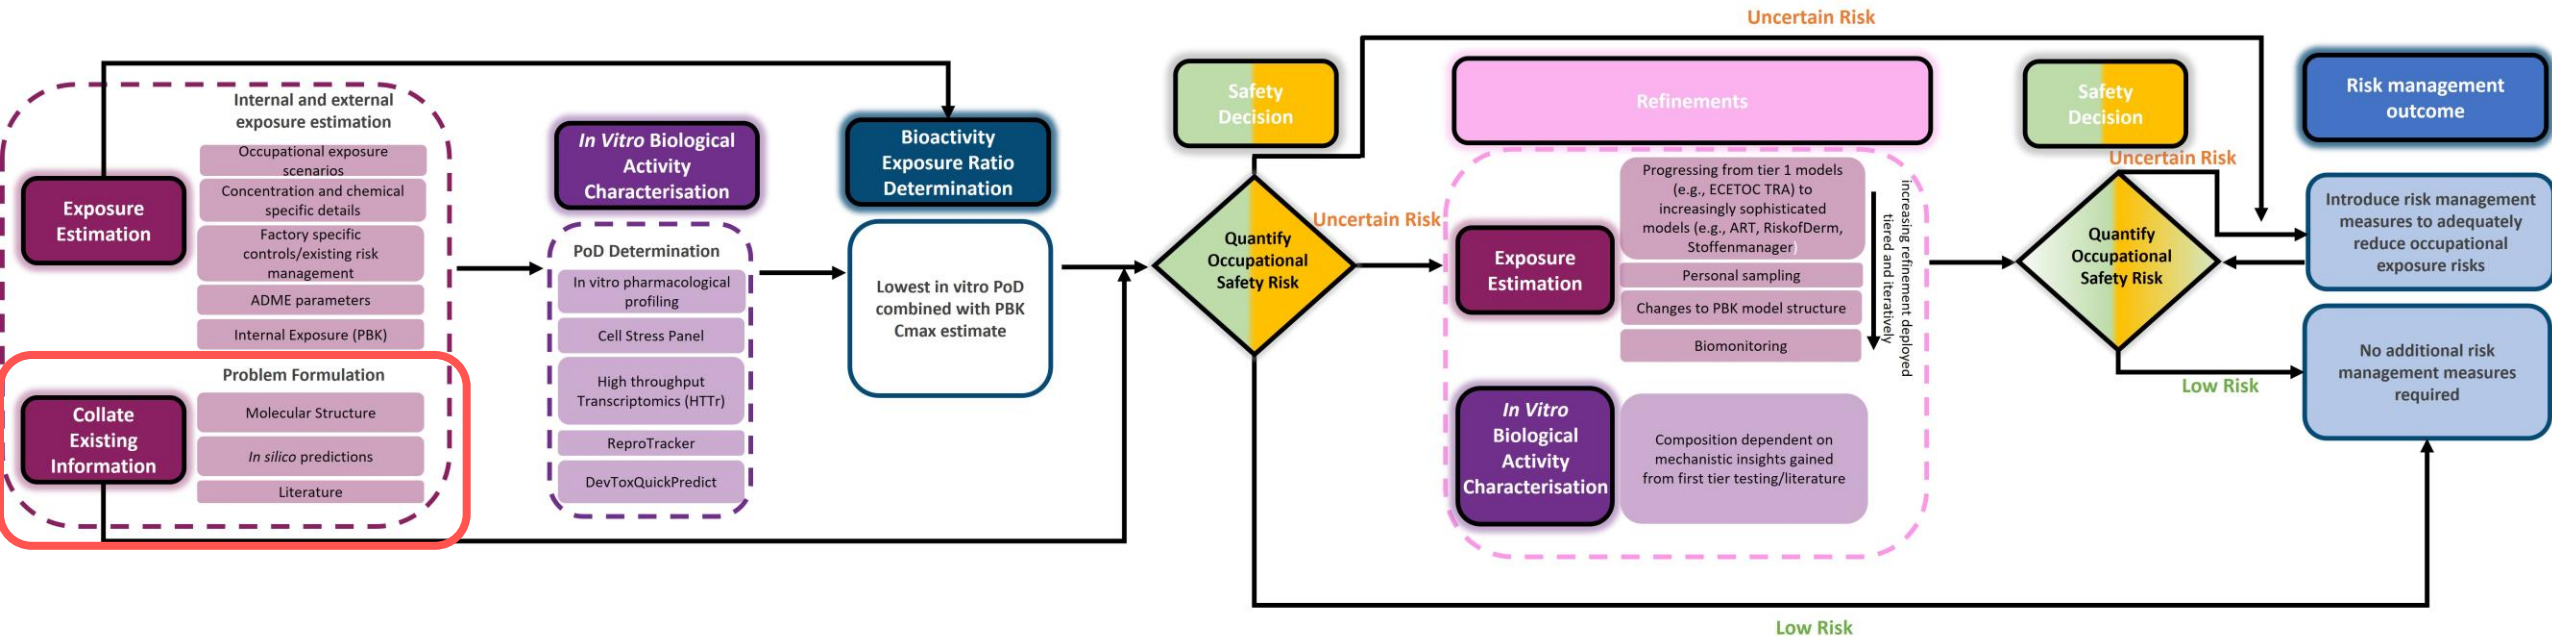 Internal and external
exposure estimation
Exposure
Estimation
Occupational exposure
scenarios
Concentration and chemical
specific details
Factory specific
controls/existing risk
management
ADME parameters
Internal Exposure (PBK)
Problem Formulation
Collate
Existing
Information
Molecular Structure
In silico predictions
Literature
In Vitro Biological
Activity
Characterisation
PoD Determination
In vitro pharmacological
profiling
Cell Stress Panel
High throughput
Transcriptomics (HTTr)
ReproTracker
DevToxQuickPredict
Bioactivity
Exposure Ratio
Determination
Lowest in vitro PoD
combined with PBK
Cmax estimate
Safety
Decision
Quantify
Occupational
Safety Risk
Uncertain Risk
Uncertain Risk
Low Risk
Refinements
Exposure
Estimation
Progressing from tier 1 models
(e.g., ECETOC TRA) to
increasingly sophisticated
models (e.g., ART, RiskofDerm,
Stoffenmanager)
Personal sampling
Changes to PBK model structure
Biomonitoring
increasing refinement deployed
tiered and iteratively
In Vitro
Biological
Activity
Characterisation
Composition dependent on
mechanistic insights gained
from first tier testing/literature
Safety
Decision
Uncertain Risk
Quantify
Occupational
Safety Risk
Low Risk
Risk management
outcome
Introduce risk management
measures to adequately
reduce occupational
exposure risks
No additional risk
management measures
required